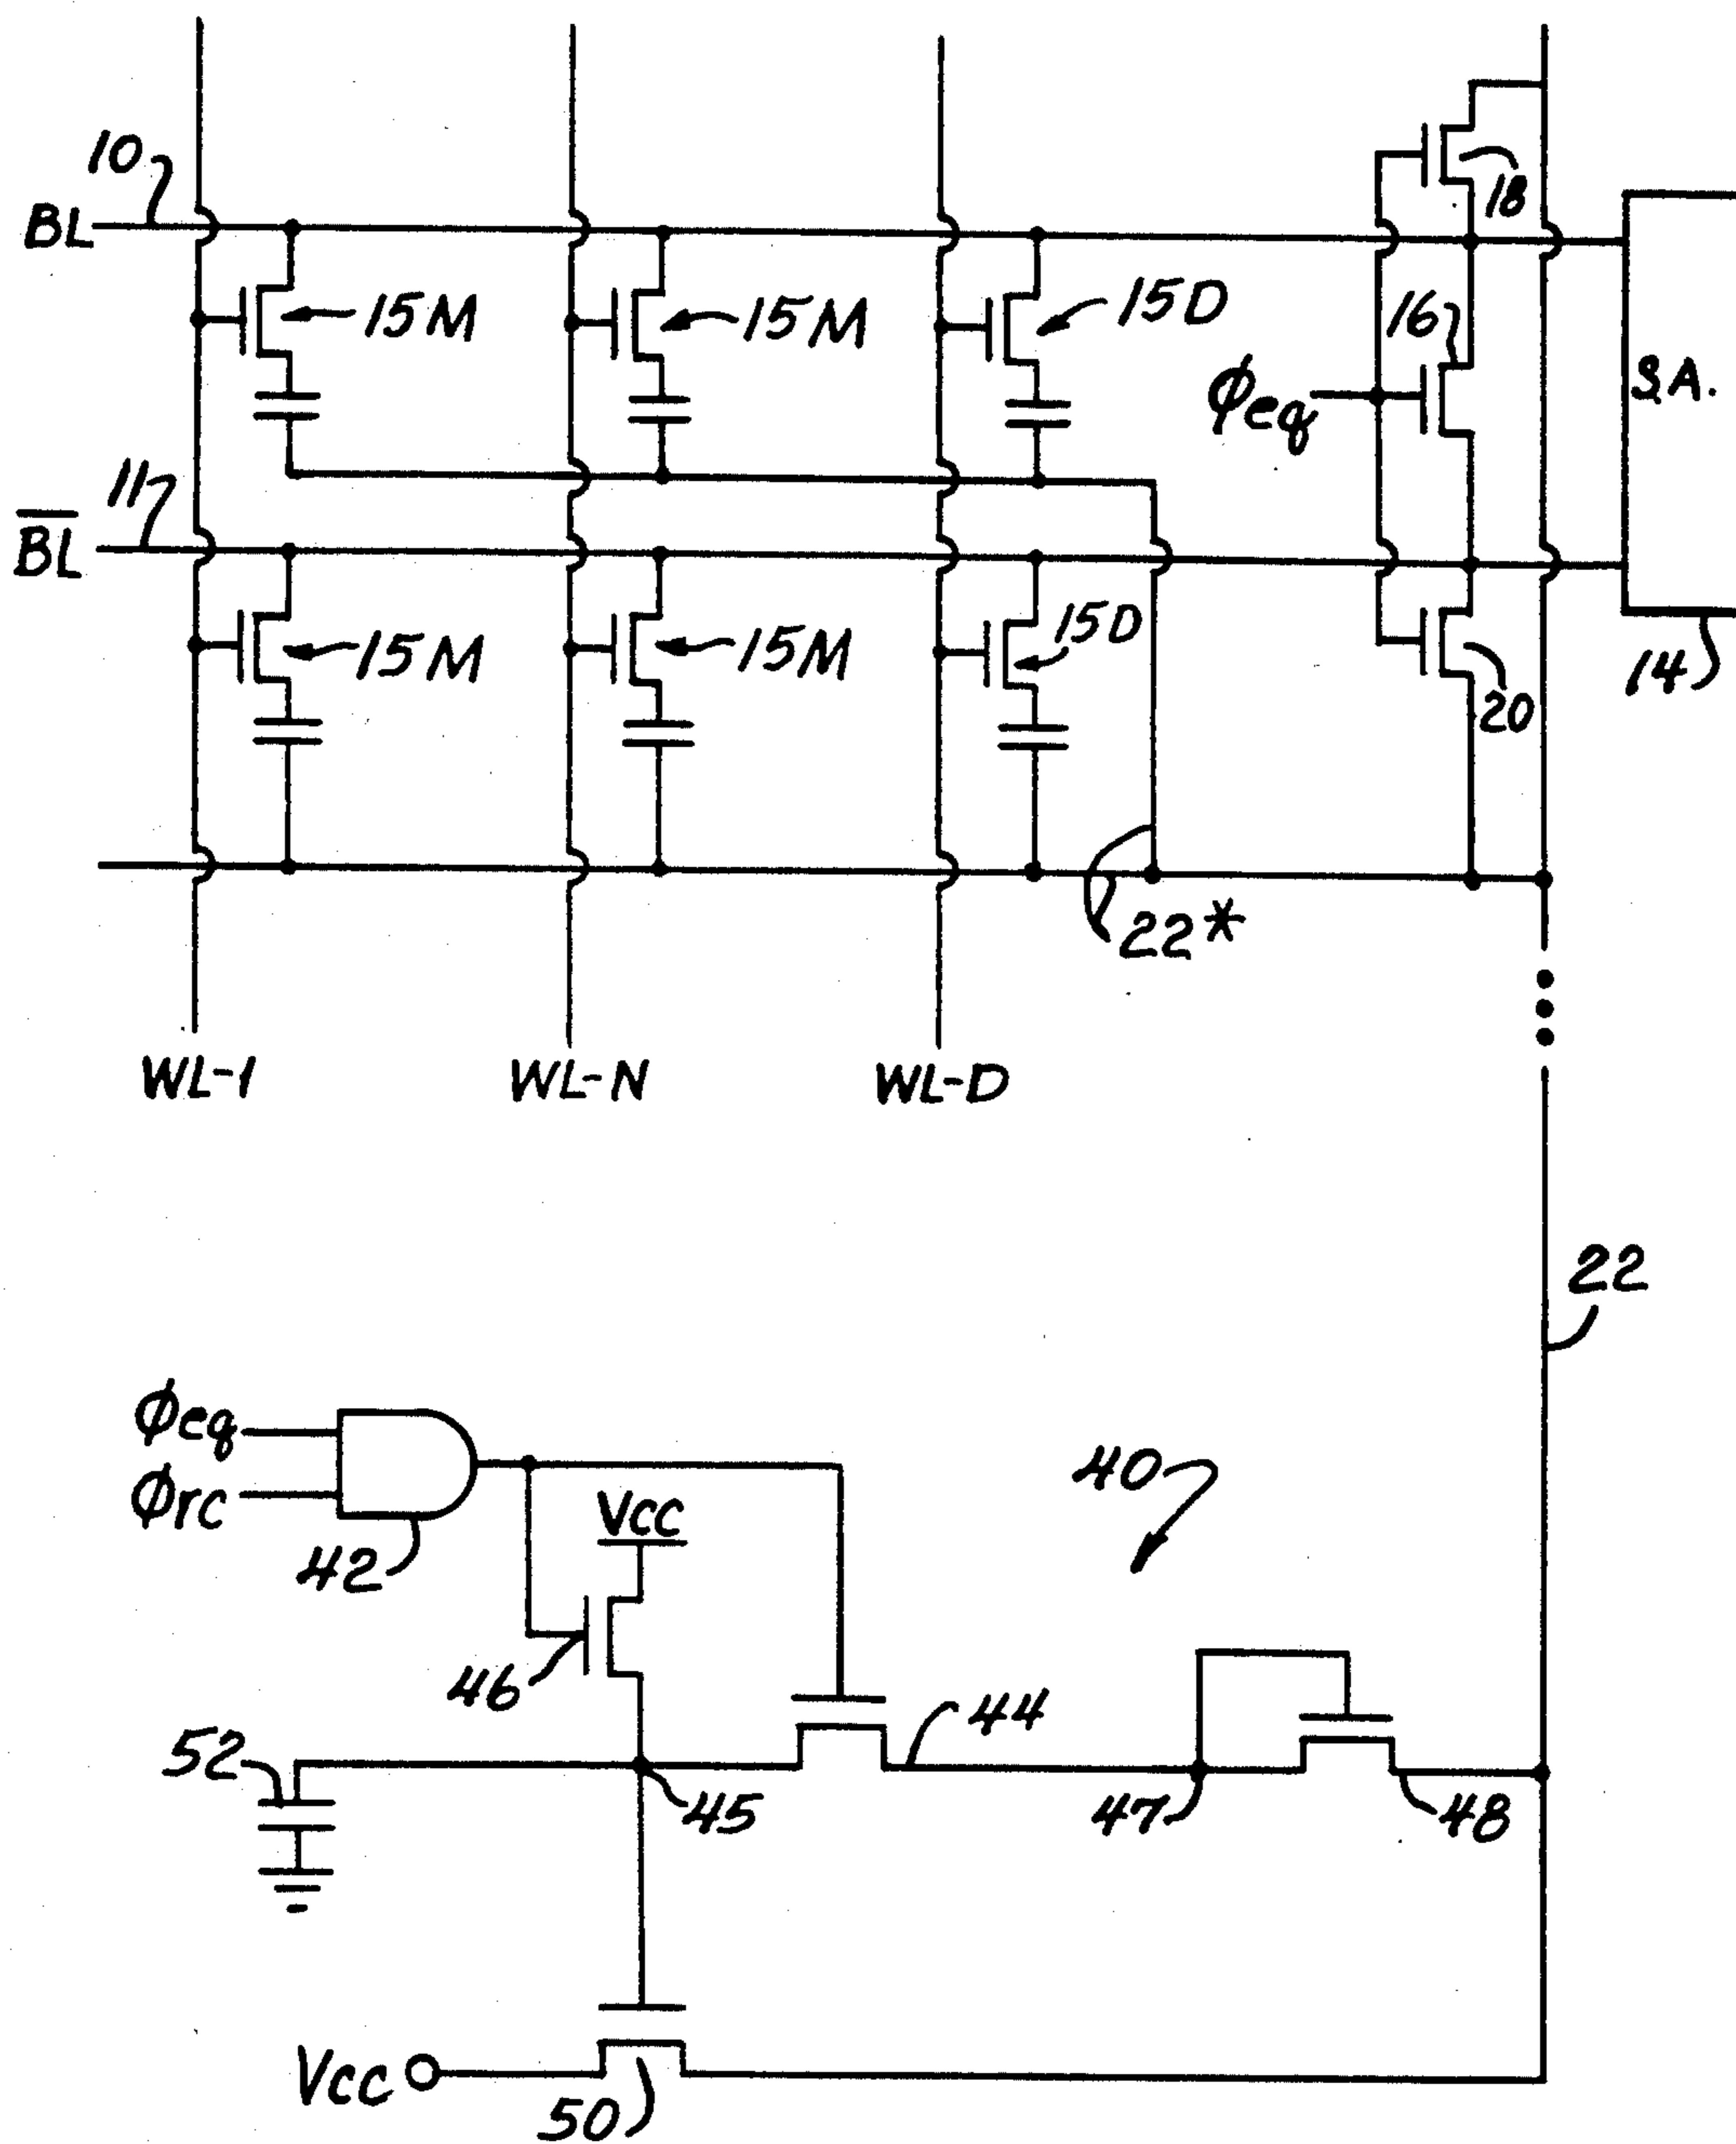 10
BL
18
15M
15M
15D
16
ϕeq
S.A.
11
B̅L̅
15M
15M
15D
14
20
22*
WL-1
WL-N
WL-D
22
ϕeq
ϕrc
42
Vcc
40
46
44
52
45
47
48
Vcc
50